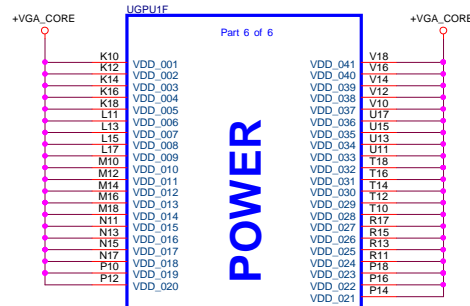 UGPU1F
+VGA_CORE
+VGA_CORE
Part 6 of 6
POWER
K10 VDD_001
K12 VDD_002
K14 VDD_003
K16 VDD_004
K18 VDD_005
L11 VDD_006
L13 VDD_007
L15 VDD_008
L17 VDD_009
M10 VDD_010
M12 VDD_011
M14 VDD_012
M16 VDD_013
M18 VDD_014
N11 VDD_015
N13 VDD_016
N15 VDD_017
N17 VDD_018
P10 VDD_019
P12 VDD_020
VDD_041 V18
VDD_040 V16
VDD_039 V14
VDD_038 V12
VDD_037 V10
VDD_036 U17
VDD_035 U15
VDD_034 U13
VDD_033 U11
VDD_032 T18
VDD_031 T16
VDD_030 T14
VDD_029 T12
VDD_028 T10
VDD_027 R17
VDD_026 R15
VDD_025 R13
VDD_024 R11
VDD_023 P18
VDD_022 P16
VDD_021 P14